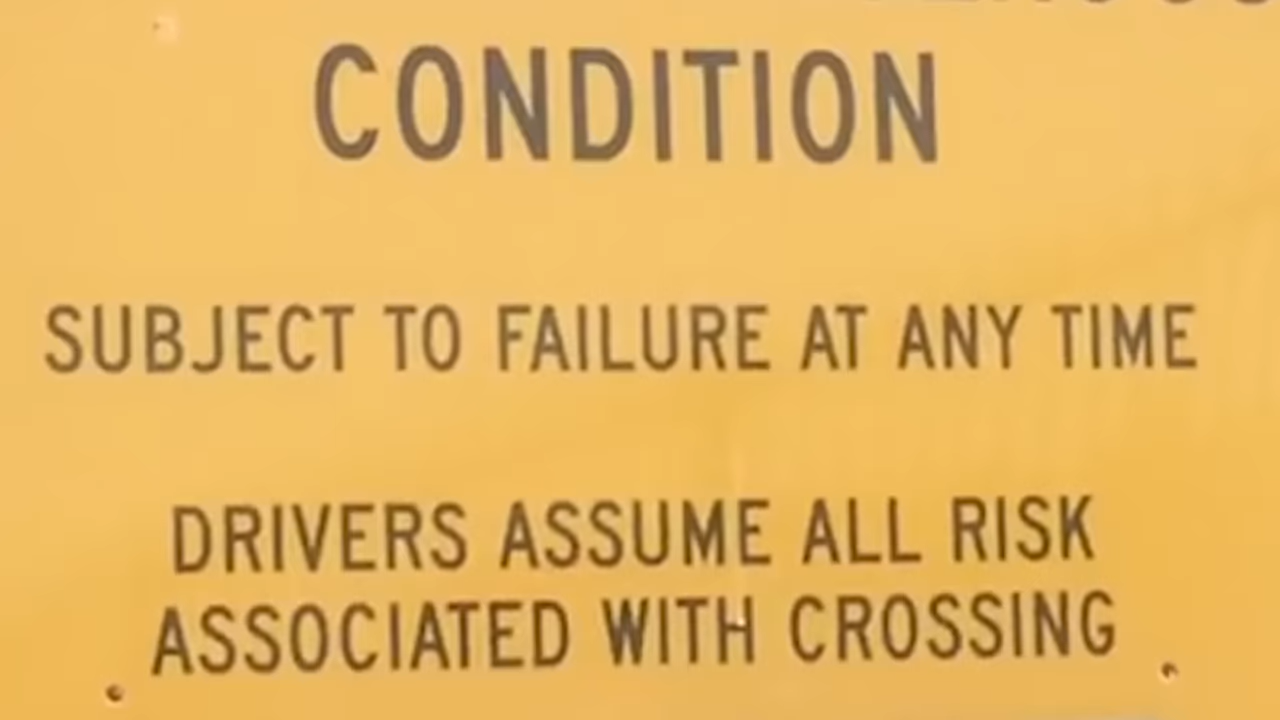 CONDITION
SUBJECT TO FAILURE AT ANY TIME
DRIVERS ASSUME ALL RISK
ASSOCIATED WITH CROSSING